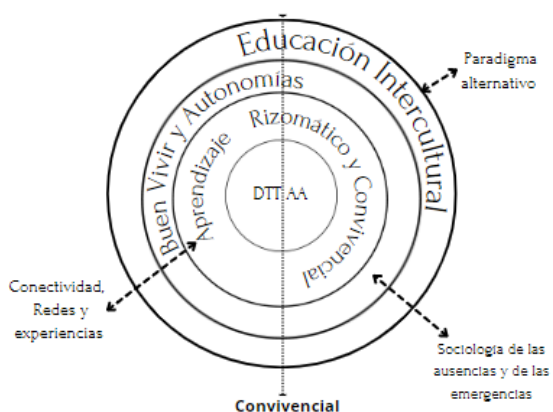 Educación Intercultural
Paradigma
alternativo
Buen Vivir y Autonomías
Aprendizaje Rizomático y Convivencial
DTT AA
Conectividad,
Redes y
experiencias
Sociología de las
ausencias y de las
emergencias
Convivencial